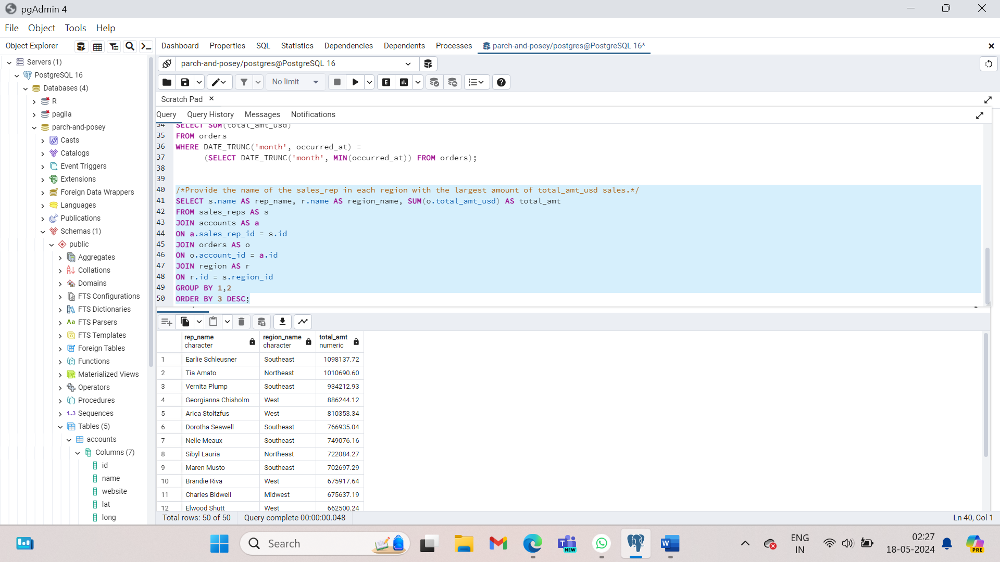 pgAdmin 4
File Object Tools Help
Object Explorer
Dashboard Properties SQL Statistics Dependencies Dependents Processes parch-and-posey/postgres@PostgreSQL 16*
Servers (1)
PostgreSQL 16
Databases (4)
R
pagila
parch-and-posey
Casts
Catalogs
Event Triggers
Extensions
Foreign Data Wrappers
Languages
Publications
Schemas (1)
public
Aggregates
Collations
Domains
FTS Configurations
FTS Dictionaries
Aa FTS Parsers
FTS Templates
Foreign Tables
Functions
Materialized Views
Operators
Procedures
1..3 Sequences
Tables (5)
accounts
Columns (7)
id
name
website
lat
long
parch-and-posey/postgres@PostgreSQL 16
No limit
E
Scratch Pad
Query Query History Messages Notifications
34 SELECT SUM(total_amt_usd)
35 FROM orders
36 WHERE DATE_TRUNC('month', occurred_at) =
37 (SELECT DATE_TRUNC('month', MIN(occurred_at)) FROM orders);
38
39
40 /*Provide the name of the sales_rep in each region with the largest amount of total_amt_usd sales.*/
41 SELECT s.name AS rep_name, r.name AS region_name, SUM(o.total_amt_usd) AS total_amt
42 FROM sales_reps AS s
43 JOIN accounts AS a
44 ON a.sales_rep_id = s.id
45 JOIN orders AS o
46 ON o.account_id = a.id
47 JOIN region AS r
48 ON r.id = s.region_id
49 GROUP BY 1,2
50 ORDER BY 3 DESC;
rep_name region_name total_amt
character character numeric
1 Earlie Schleusner Southeast 1098137.72
2 Tia Amato Northeast 1010690.60
3 Vernita Plump Southeast 934212.93
4 Georgianna Chisholm West 886244.12
5 Arica Stoltzfus West 810353.34
6 Dorotha Seawell Southeast 766935.04
7 Nelle Meaux Southeast 749076.16
8 Sibyl Lauria Northeast 722084.27
9 Maren Musto Southeast 702697.29
10 Brandie Riva West 675917.64
11 Charles Bidwell Midwest 675637.19
12 Elwood Shutt West 662500.24
Total rows: 50 of 50 Query complete 00:00:00.048 Ln 40, Col 1
Search
NEW
ENG
IN
02:27
18-05-2024
PRE